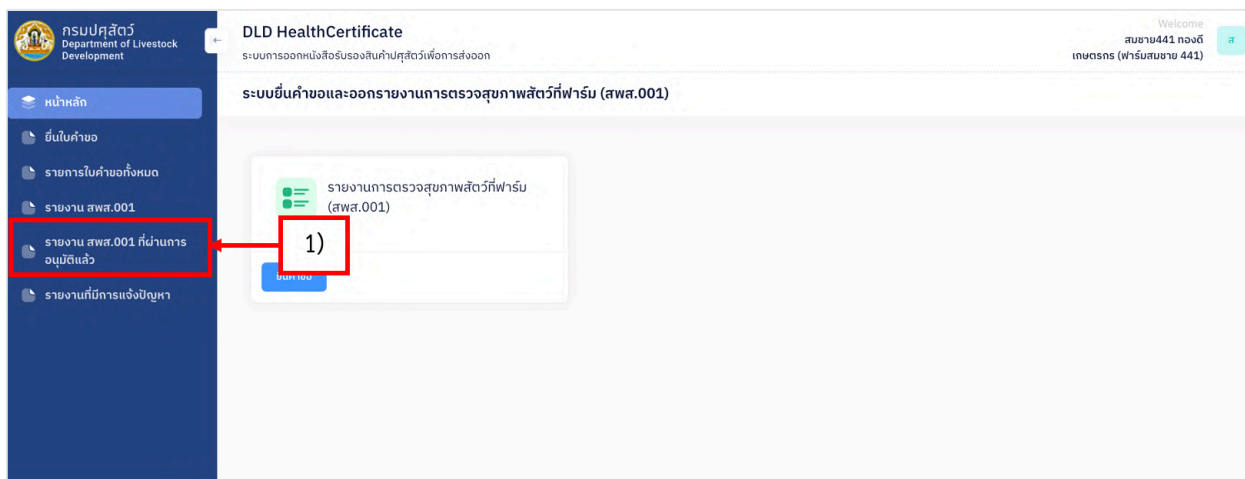 กรมปศุสัตว์
Department of Livestock
Development
DLD HealthCertificate
ระบบการออกหนังสือรับรองสินค้าปศุสัตว์เพื่อการส่งออก
Welcome
สมชาย441 ทองดี
เกษตรกร (ฟาร์มสมชาย 441)
ส
ระบบยื่นคำขอและออกรายงานการตรวจสุขภาพสัตว์ที่ฟาร์ม (สพส.001)
หน้าหลัก
ยื่นใบคำขอ
รายการใบคำขอทั้งหมด
รายงาน สพส.001
รายงาน สพส.001 ที่ผ่านการ
อนุมัติแล้ว
รายงานที่มีการแจ้งปัญหา
รายงานการตรวจสุขภาพสัตว์ที่ฟาร์ม
(สพส.001)
1)
ยื่นคำขอ